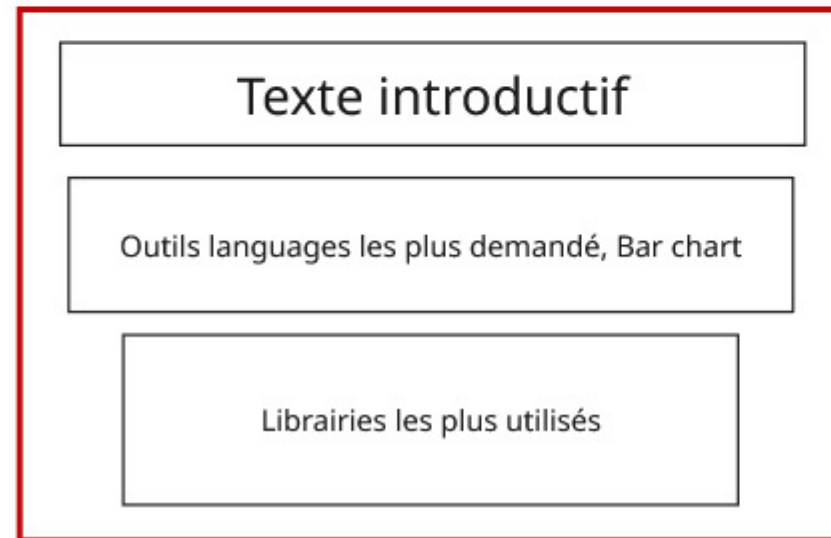 Texte introductif
Outils languages les plus demandé, Bar chart
Librairies les plus utilisés